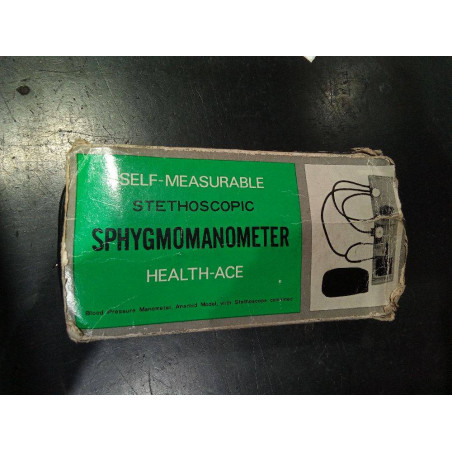 SELF-MEASURABLE
STETHOSCOPIC
SPHYGMOMANOMETER
HEALTH-ACE
Blood Pressure Manometer, Aneroid Model, with Stethoscope